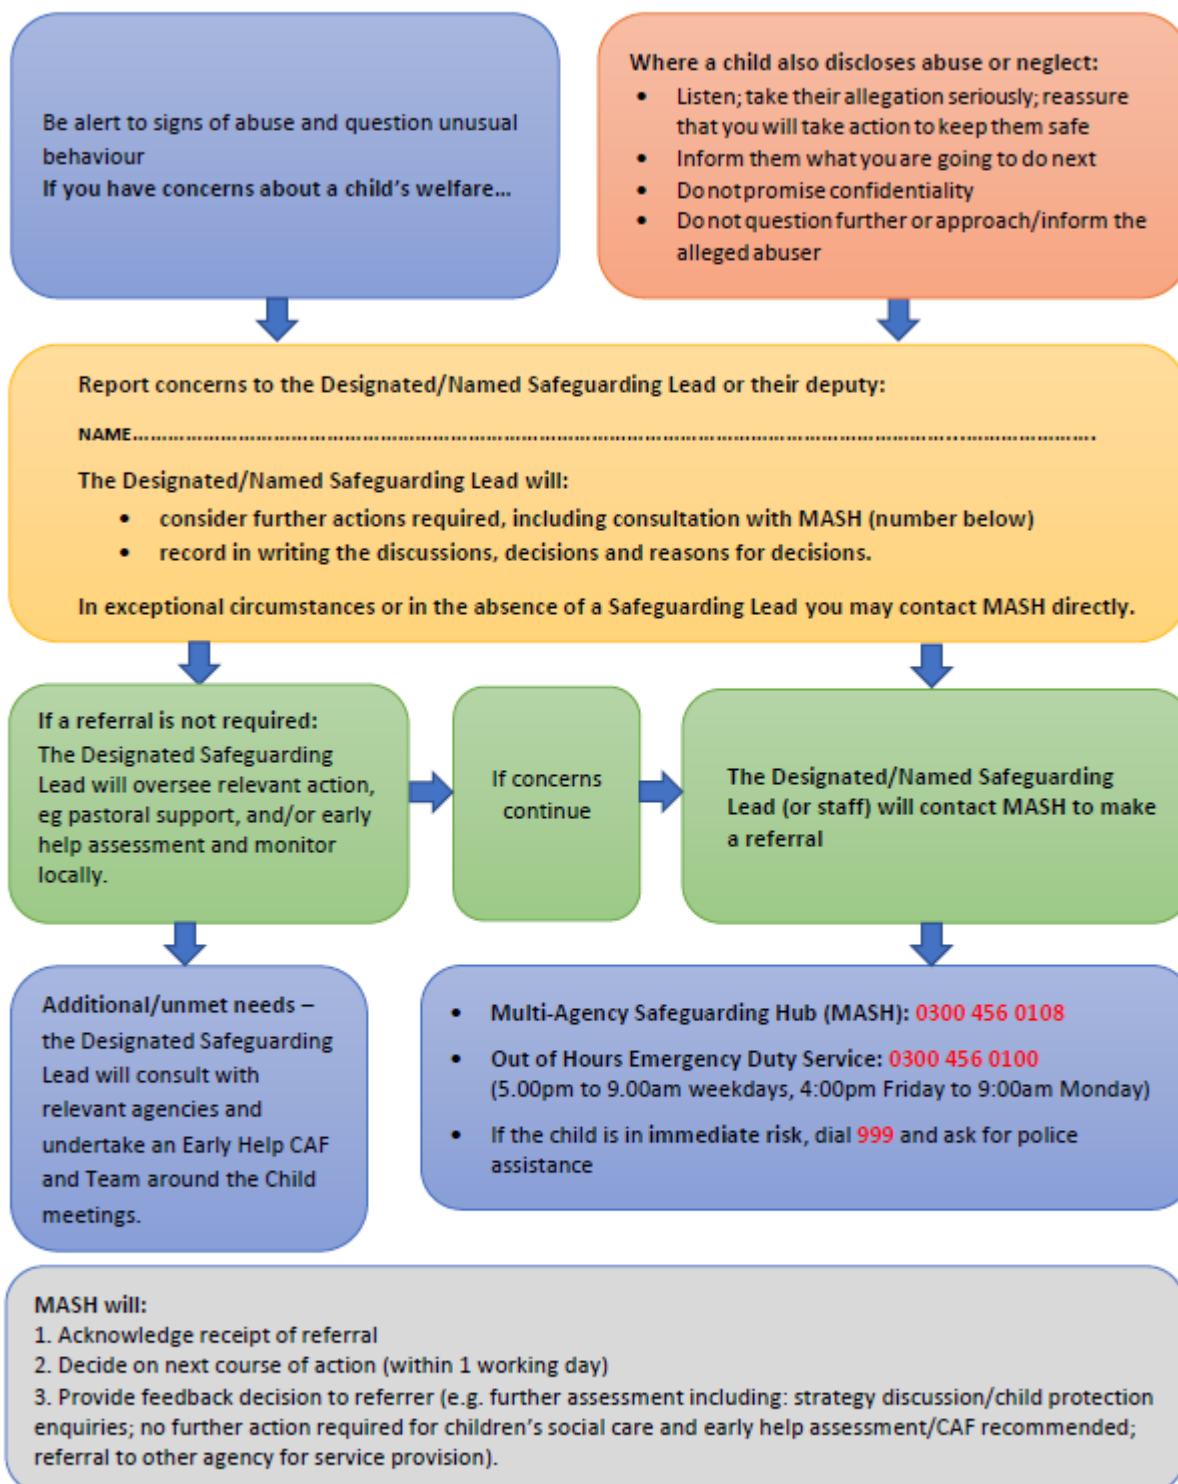 Be alert to signs of abuse and question unusual
behaviour
If you have concerns about a child's welfare…
Where a child also discloses abuse or neglect:
• Listen; take their allegation seriously; reassure
that you will take action to keep them safe
• Inform them what you are going to do next
• Do not promise confidentiality
• Do not question further or approach/inform the
alleged abuser
Report concerns to the Designated/Named Safeguarding Lead or their deputy:
NAME……………………………………………………………………………………………………………………………...………………….
The Designated/Named Safeguarding Lead will:
• consider further actions required, including consultation with MASH (number below)
• record in writing the discussions, decisions and reasons for decisions.
In exceptional circumstances or in the absence of a Safeguarding Lead you may contact MASH directly.
If a referral is not required:
The Designated Safeguarding
Lead will oversee relevant action,
eg pastoral support, and/or early
help assessment and monitor
locally.
If concerns
continue
The Designated/Named Safeguarding
Lead (or staff) will contact MASH to make
a referral
Additional/unmet needs –
the Designated Safeguarding
Lead will consult with
relevant agencies and
undertake an Early Help CAF
and Team around the Child
meetings.
• Multi-Agency Safeguarding Hub (MASH): 0300 456 0108
• Out of Hours Emergency Duty Service: 0300 456 0100
(5.00pm to 9.00am weekdays, 4:00pm Friday to 9:00am Monday)
• If the child is in immediate risk, dial 999 and ask for police
assistance
MASH will:
1. Acknowledge receipt of referral
2. Decide on next course of action (within 1 working day)
3. Provide feedback decision to referrer (e.g. further assessment including: strategy discussion/child protection
enquiries; no further action required for children's social care and early help assessment/CAF recommended;
referral to other agency for service provision).